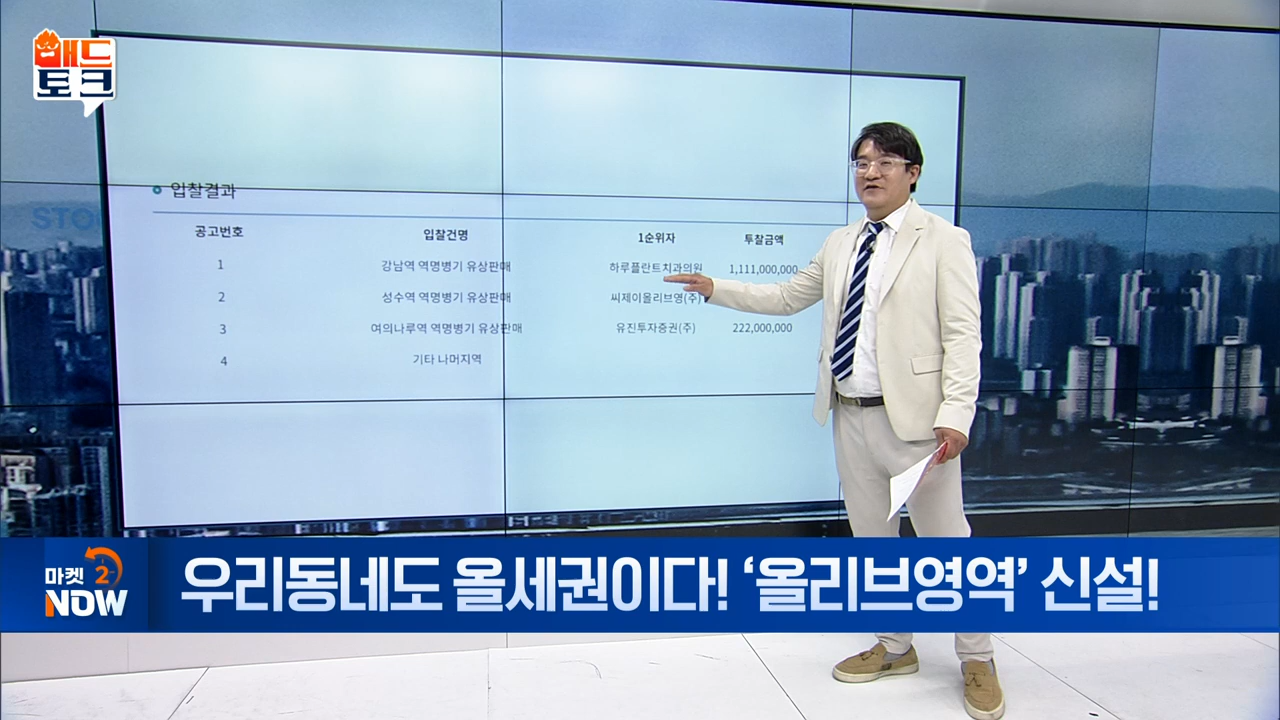 매드
토크
STO
입찰결과
공고번호 입찰건명 1순위자 투찰금액
1 강남역 역명병기 유상판매 하루플란트치과의원 1,111,000,000
2 성수역 역명병기 유상판매 씨제이올리브영(주)
3 여의나루역 역명병기 유상판매 유진투자증권(주) 222,000,000
4 기타 나머지역
마켓 2
NOW
우리동네도 올세권이다! ‘올리브영역’ 신설!